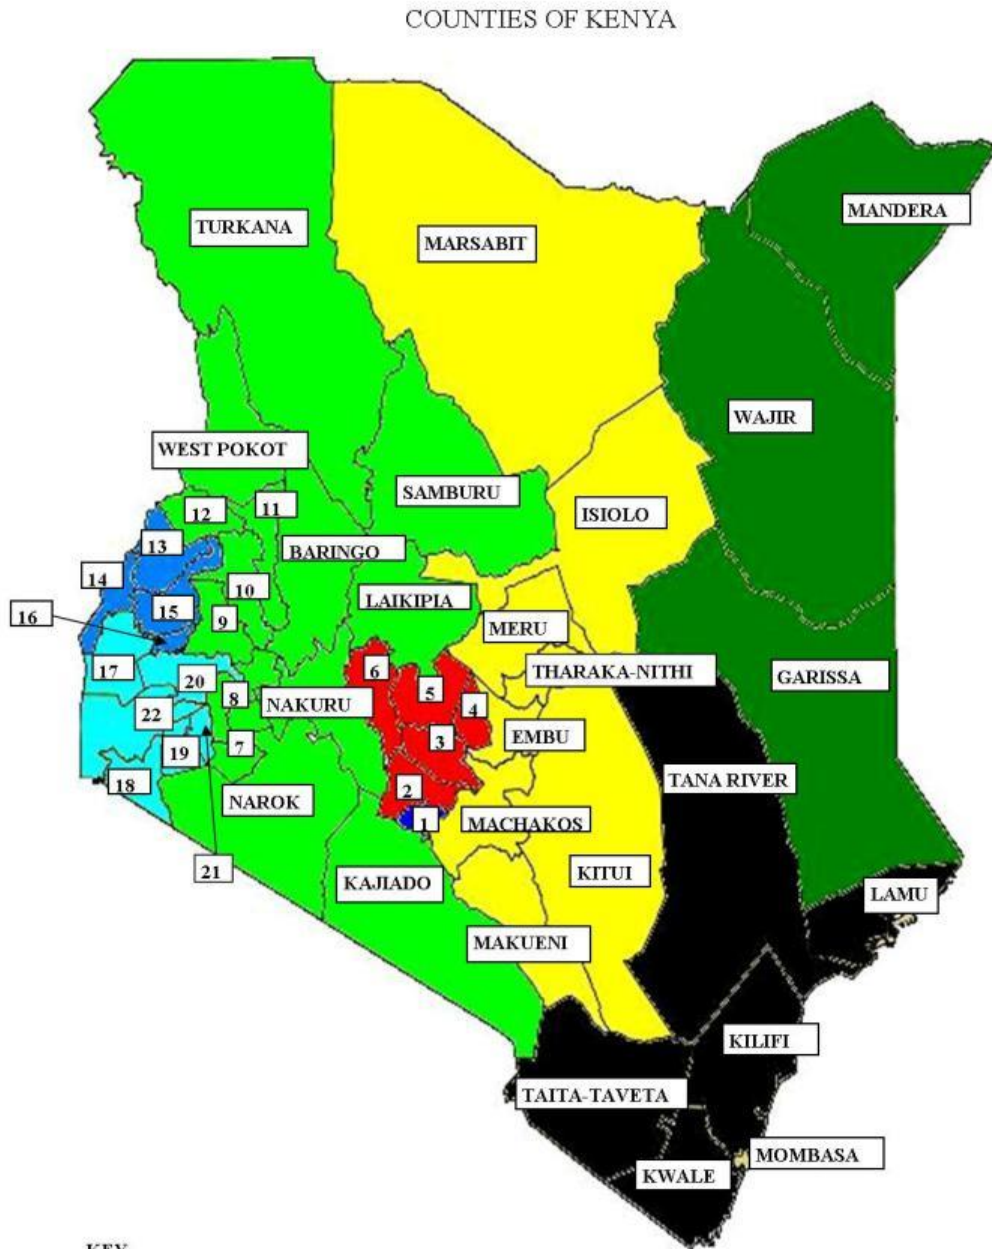 COUNTIES OF KENYA
MANDERA
TURKANA
MARSABIT
WAJIR
WEST POKOT
SAMBURU
11
12
ISIOLO
13
BARINGO
14
10
LAIKIPIA
15
16
9
MERU
17
6
THARAKA-NITHI
20
5
GARISSA
8
NAKURU
4
22
EMBU
3
7
19
TANA RIVER
18
2
NAROK
1
MACHAKOS
21
KITUI
KAJIADO
LAMU
MAKUENI
KILIFI
TAITA-TAVETA
MOMBASA
KWALE
KEY